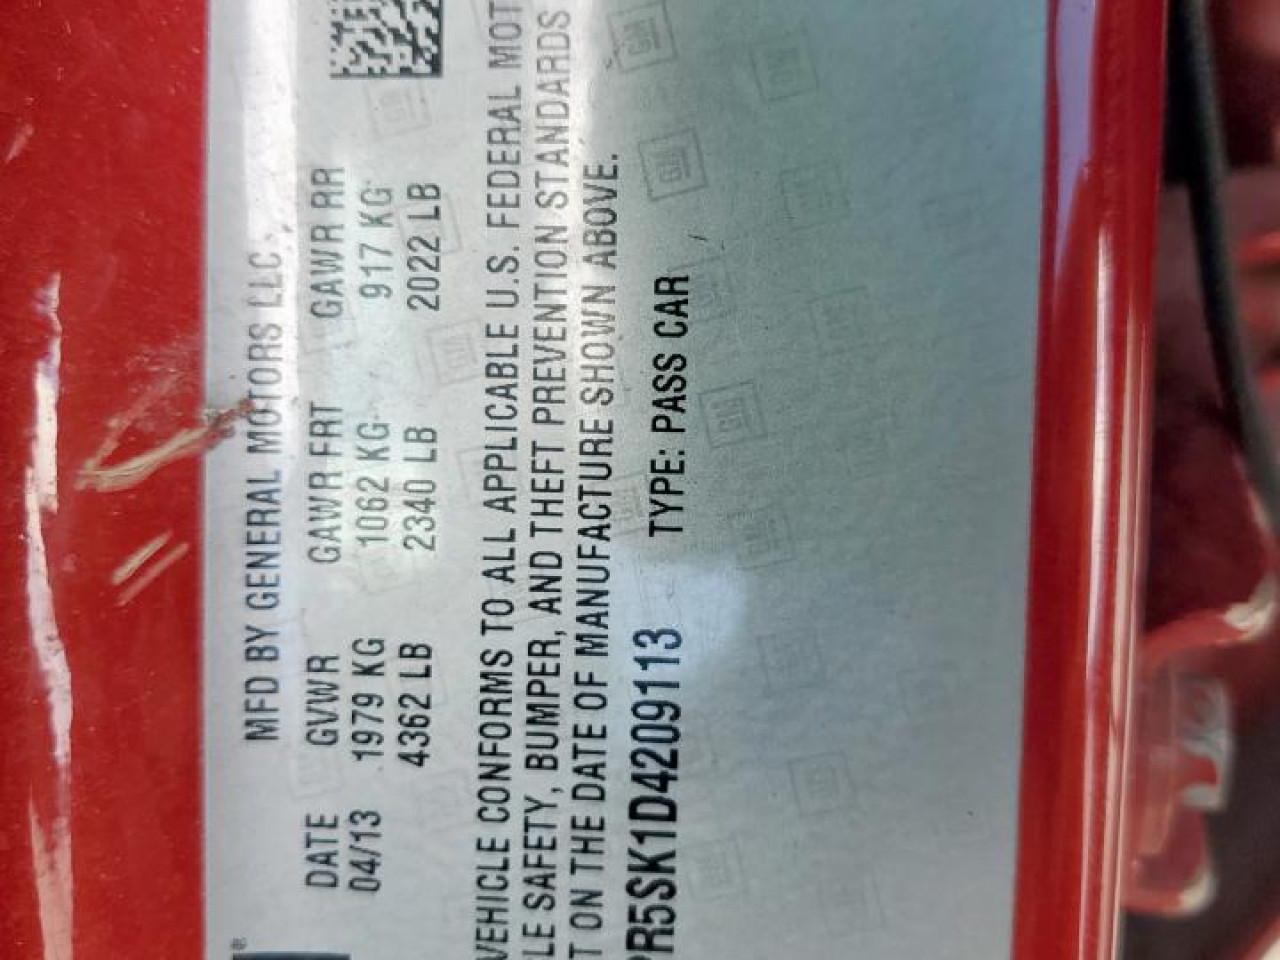 ®
MFD BY GENERAL MOTORS LLC
DATE GVWR GAWR FRT GAWR RR
04/13 1979 KG 1062 KG 917 KG
4362 LB 2340 LB 2022 LB
VEHICLE CONFORMS TO ALL APPLICABLE U.S. FEDERAL MOT
LE SAFETY, BUMPER, AND THEFT PREVENTION STANDARDS
T ON THE DATE OF MANUFACTURE SHOWN ABOVE.
PR5SK1D4209113 TYPE: PASS CAR